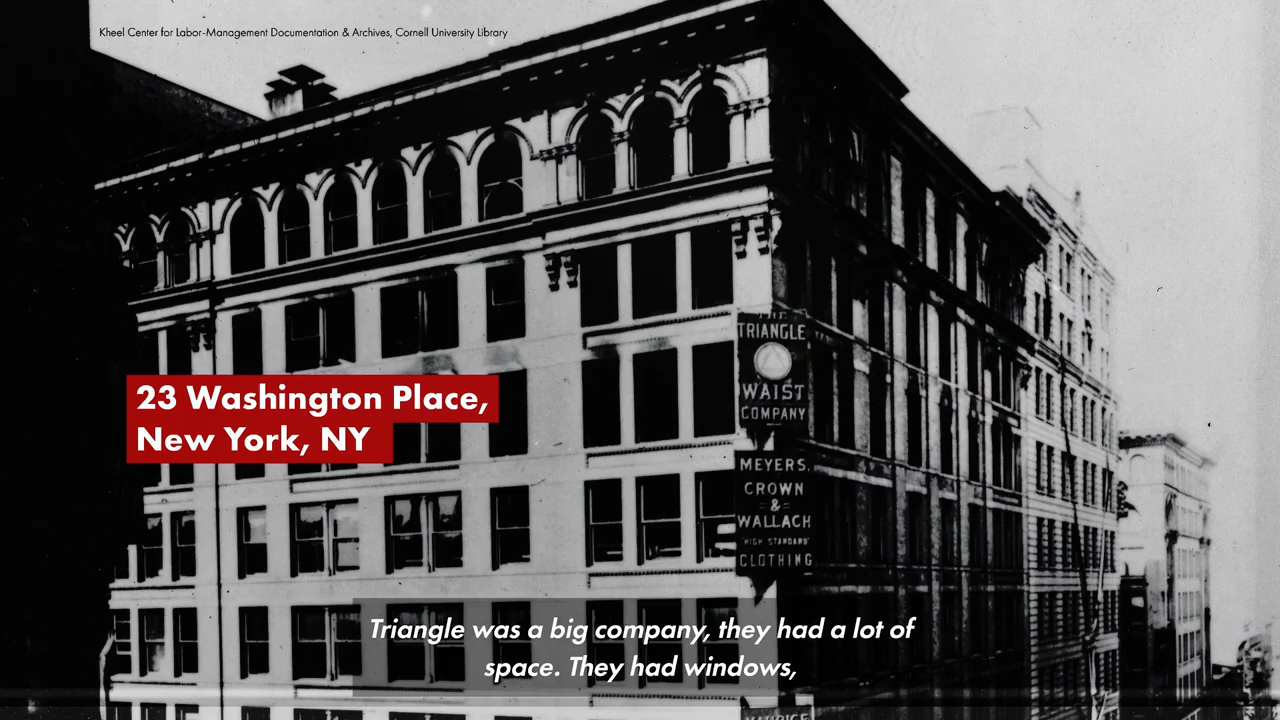 Kheel Center for Labor-Management Documentation & Archives, Cornell University Library
THE
TRIANGLE
WAIST
COMPANY
23 Washington Place,
New York, NY
MEYERS,
CROWN
&
WALLACH
"HIGH STANDARD"
CLOTHING
Triangle was a big company, they had a lot of
space. They had windows,